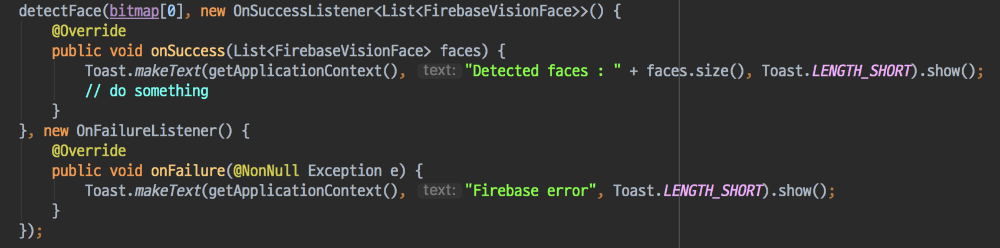 detectFace(bitmap[0], new OnSuccessListener<List<FirebaseVisionFace>>() {
    @Override
    public void onSuccess(List<FirebaseVisionFace> faces) {
        Toast.makeText(getApplicationContext(), text: "Detected faces : " + faces.size(), Toast.LENGTH_SHORT).show();
        // do something
    }
}, new OnFailureListener() {
    @Override
    public void onFailure(@NonNull Exception e) {
        Toast.makeText(getApplicationContext(), text: "Firebase error", Toast.LENGTH_SHORT).show();
    }
});